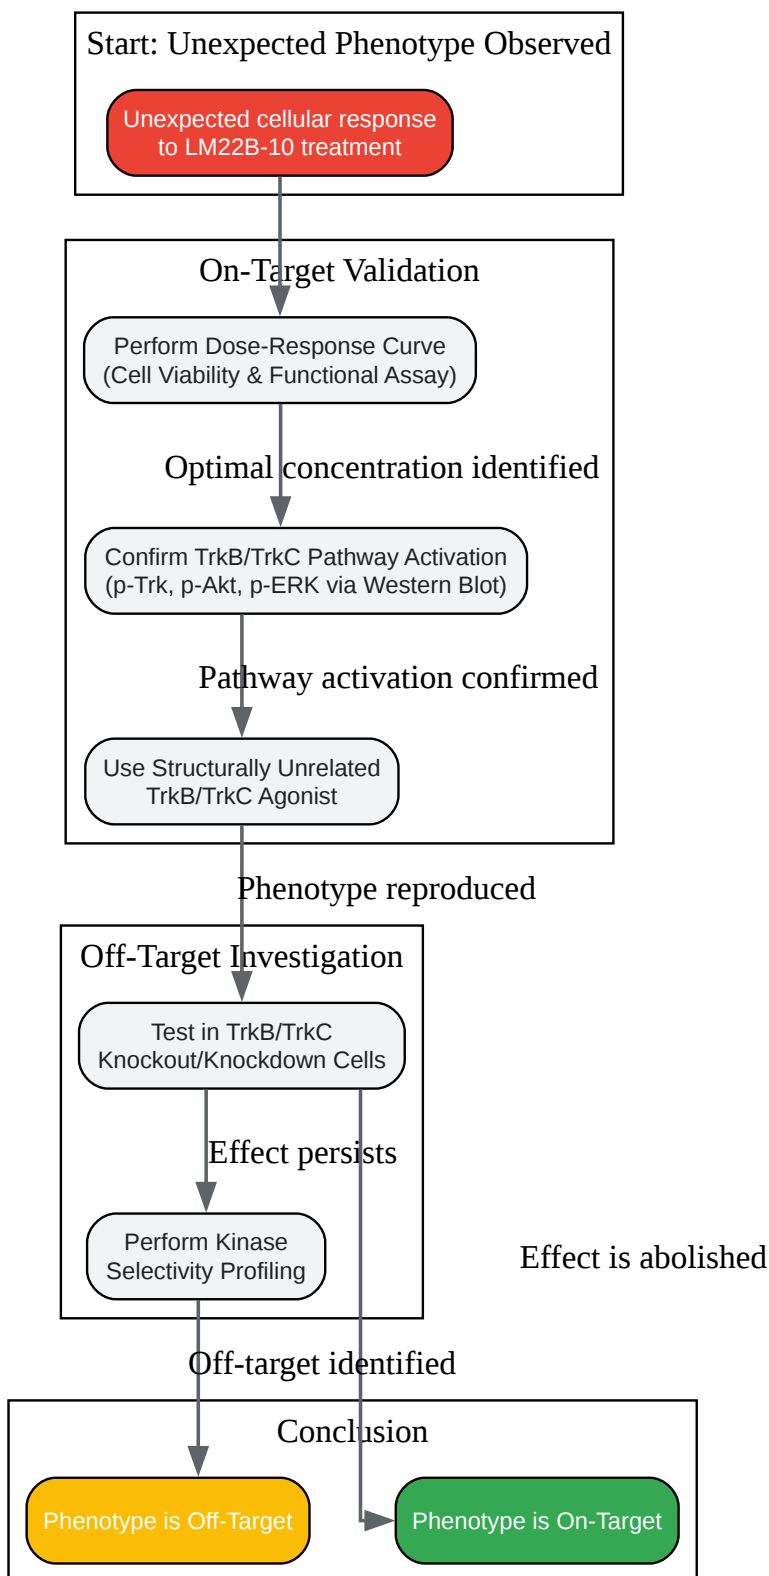 Start: Unexpected Phenotype Observed
Unexpected cellular response
to LM22B-10 treatment
On-Target Validation
Perform Dose-Response Curve
(Cell Viability & Functional Assay)
Optimal concentration identified
Confirm TrkB/TrkC Pathway Activation
(p-Trk, p-Akt, p-ERK via Western Blot)
Pathway activation confirmed
Use Structurally Unrelated
TrkB/TrkC Agonist
Phenotype reproduced
Off-Target Investigation
Test in TrkB/TrkC
Knockout/Knockdown Cells
Effect persists
Perform Kinase
Selectivity Profiling
Effect is abolished
Off-target identified
Conclusion
Phenotype is Off-Target
Phenotype is On-Target